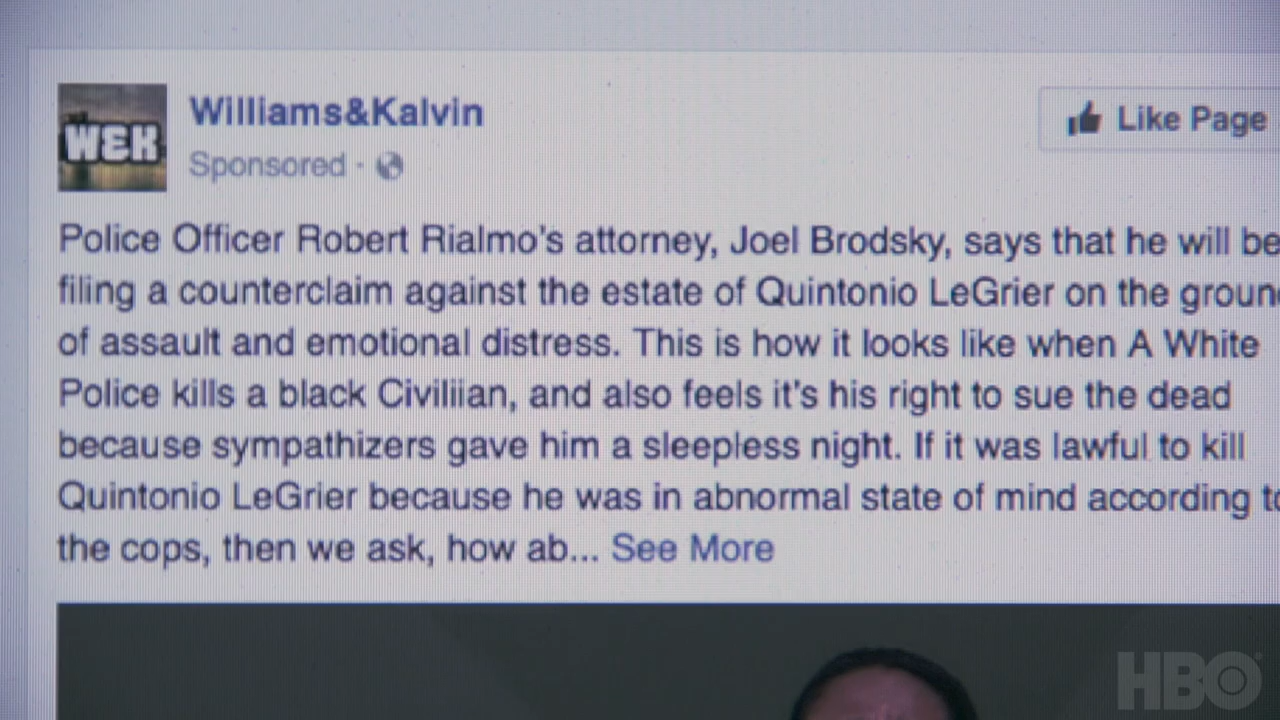 W&K
Williams&Kalvin
Sponsored ·
Like Page
Police Officer Robert Rialmo's attorney, Joel Brodsky, says that he will be
filing a counterclaim against the estate of Quintonio LeGrier on the groun
of assault and emotional distress. This is how it looks like when A White
Police kills a black Civiliian, and also feels it's his right to sue the dead
because sympathizers gave him a sleepless night. If it was lawful to kill
Quintonio LeGrier because he was in abnormal state of mind according to
the cops, then we ask, how ab... See More
HBO